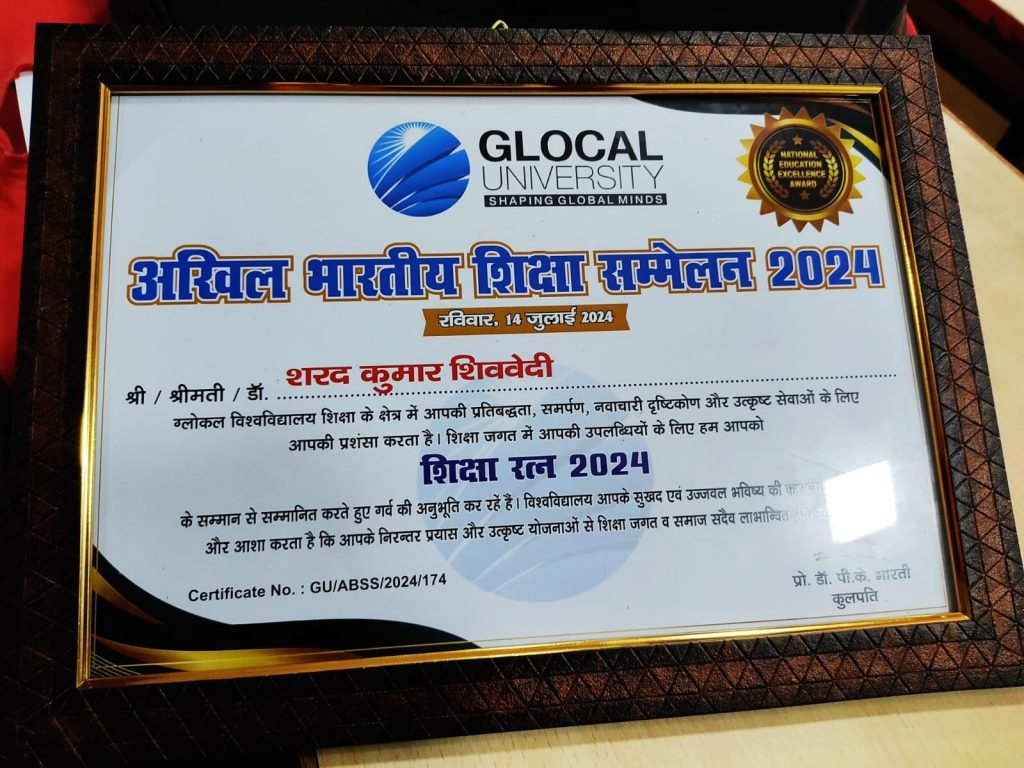 GLOCAL
UNIVERSITY
SHAPING GLOBAL MINDS
NATIONAL
EDUCATION
EXCELLENCE
AWARD
अखिल भारतीय शिक्षा सम्मेलन 2024
रविवार, 14 जुलाई 2024
श्री / श्रीमती / डॉ. शरद कुमार शिववेदी
ग्लोकल विश्वविद्यालय शिक्षा के क्षेत्र में आपकी प्रतिबद्धता, समर्पण, नवाचारी दृष्टिकोण और उत्कृष्ट सेवाओं के लिए
आपकी प्रशंसा करता है। शिक्षा जगत में आपकी उपलब्धियों के लिए हम आपको
शिक्षा रत्न 2024
के सम्मान से सम्मानित करते हुए गर्व की अनुभूति कर रहें हैं। विश्वविद्यालय आपके सुखद एवं उज्जवल भविष्य की
और आशा करता है कि आपके निरन्तर प्रयास और उत्कृष्ट योजनाओं से शिक्षा जगत व समाज सदैव लाभान्वित
Certificate No. : GU/ABSS/2024/174
प्रो. डॉ. पी.के. भारती
कुलपति